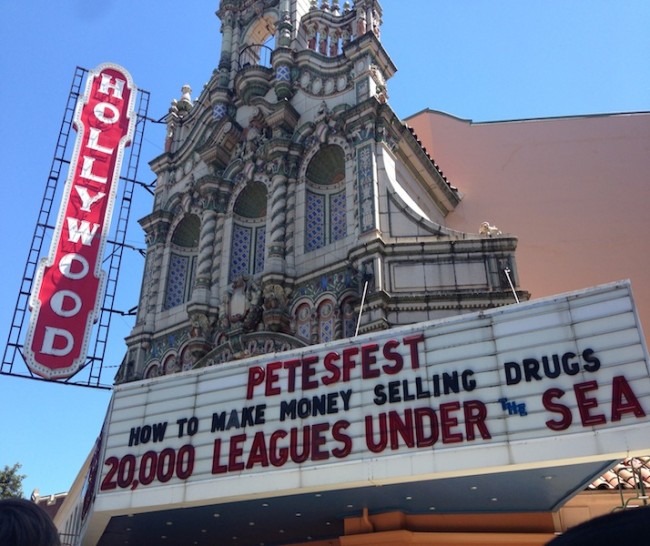 HOLLYWOOD
PETESFEST
HOW TO MAKE MONEY SELLING DRUGS
20,000 LEAGUES UNDER THE SEA